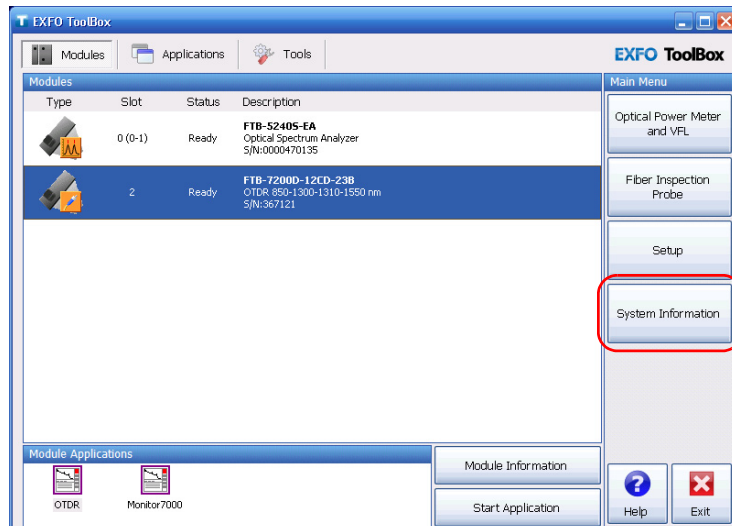 EXFO ToolBox
Modules Applications Tools
EXFO ToolBox
Modules
Type Slot Status Description
0 (0-1) Ready FTB-5240S-EA
Optical Spectrum Analyzer
S/N:0000470135
2 Ready FTB-7200D-12CD-23B
OTDR 850-1300-1310-1550 nm
S/N:367121
Main Menu
Optical Power Meter
and VFL
Fiber Inspection
Probe
Setup
System Information
Module Applications
OTDR Monitor7000
Module Information
Start Application
Help Exit